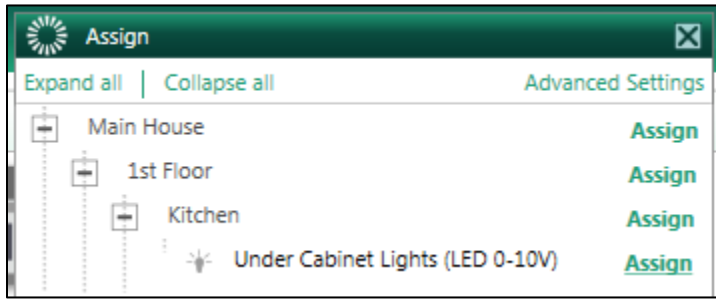 Assign
Expand all | Collapse all Advanced Settings
Main House Assign
1st Floor Assign
Kitchen Assign
Under Cabinet Lights (LED 0-10V) Assign